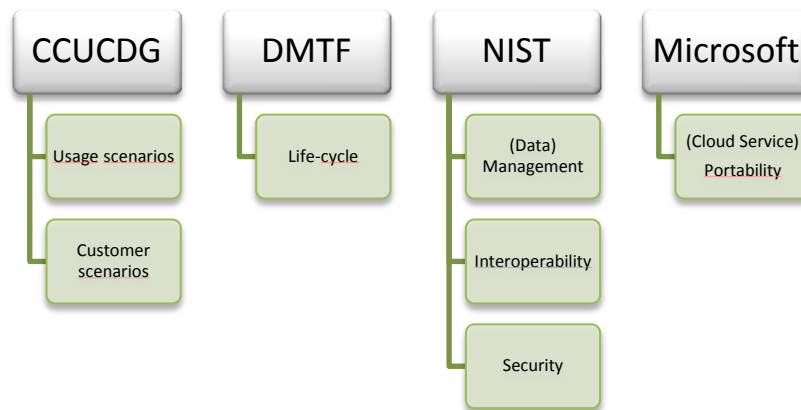 CCUCDG
Usage scenarios
Customer
scenarios
DMTF
Life-cycle
NIST
(Data)
Management
Interoperability
Security
Microsoft
(Cloud Service)
Portability